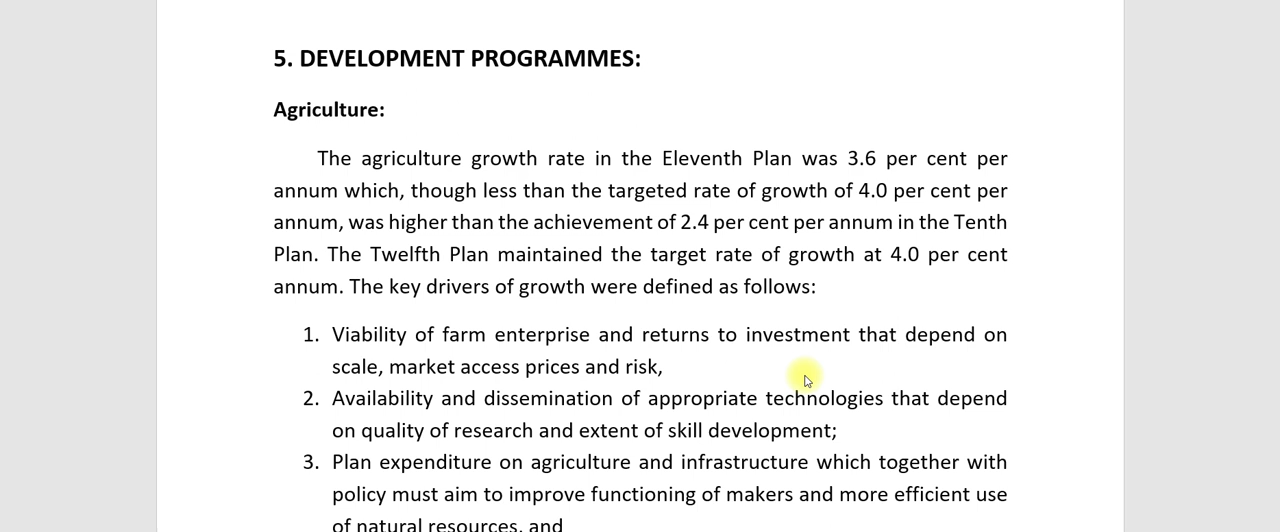 5. DEVELOPMENT PROGRAMMES:
Agriculture:
The agriculture growth rate in the Eleventh Plan was 3.6 per cent per
annum which, though less than the targeted rate of growth of 4.0 per cent per
annum, was higher than the achievement of 2.4 per cent per annum in the Tenth
Plan. The Twelfth Plan maintained the target rate of growth at 4.0 per cent
annum. The key drivers of growth were defined as follows:
1. Viability of farm enterprise and returns to investment that depend on
scale, market access prices and risk,
2. Availability and dissemination of appropriate technologies that depend
on quality of research and extent of skill development;
3. Plan expenditure on agriculture and infrastructure which together with
policy must aim to improve functioning of makers and more efficient use
of natural resources, and